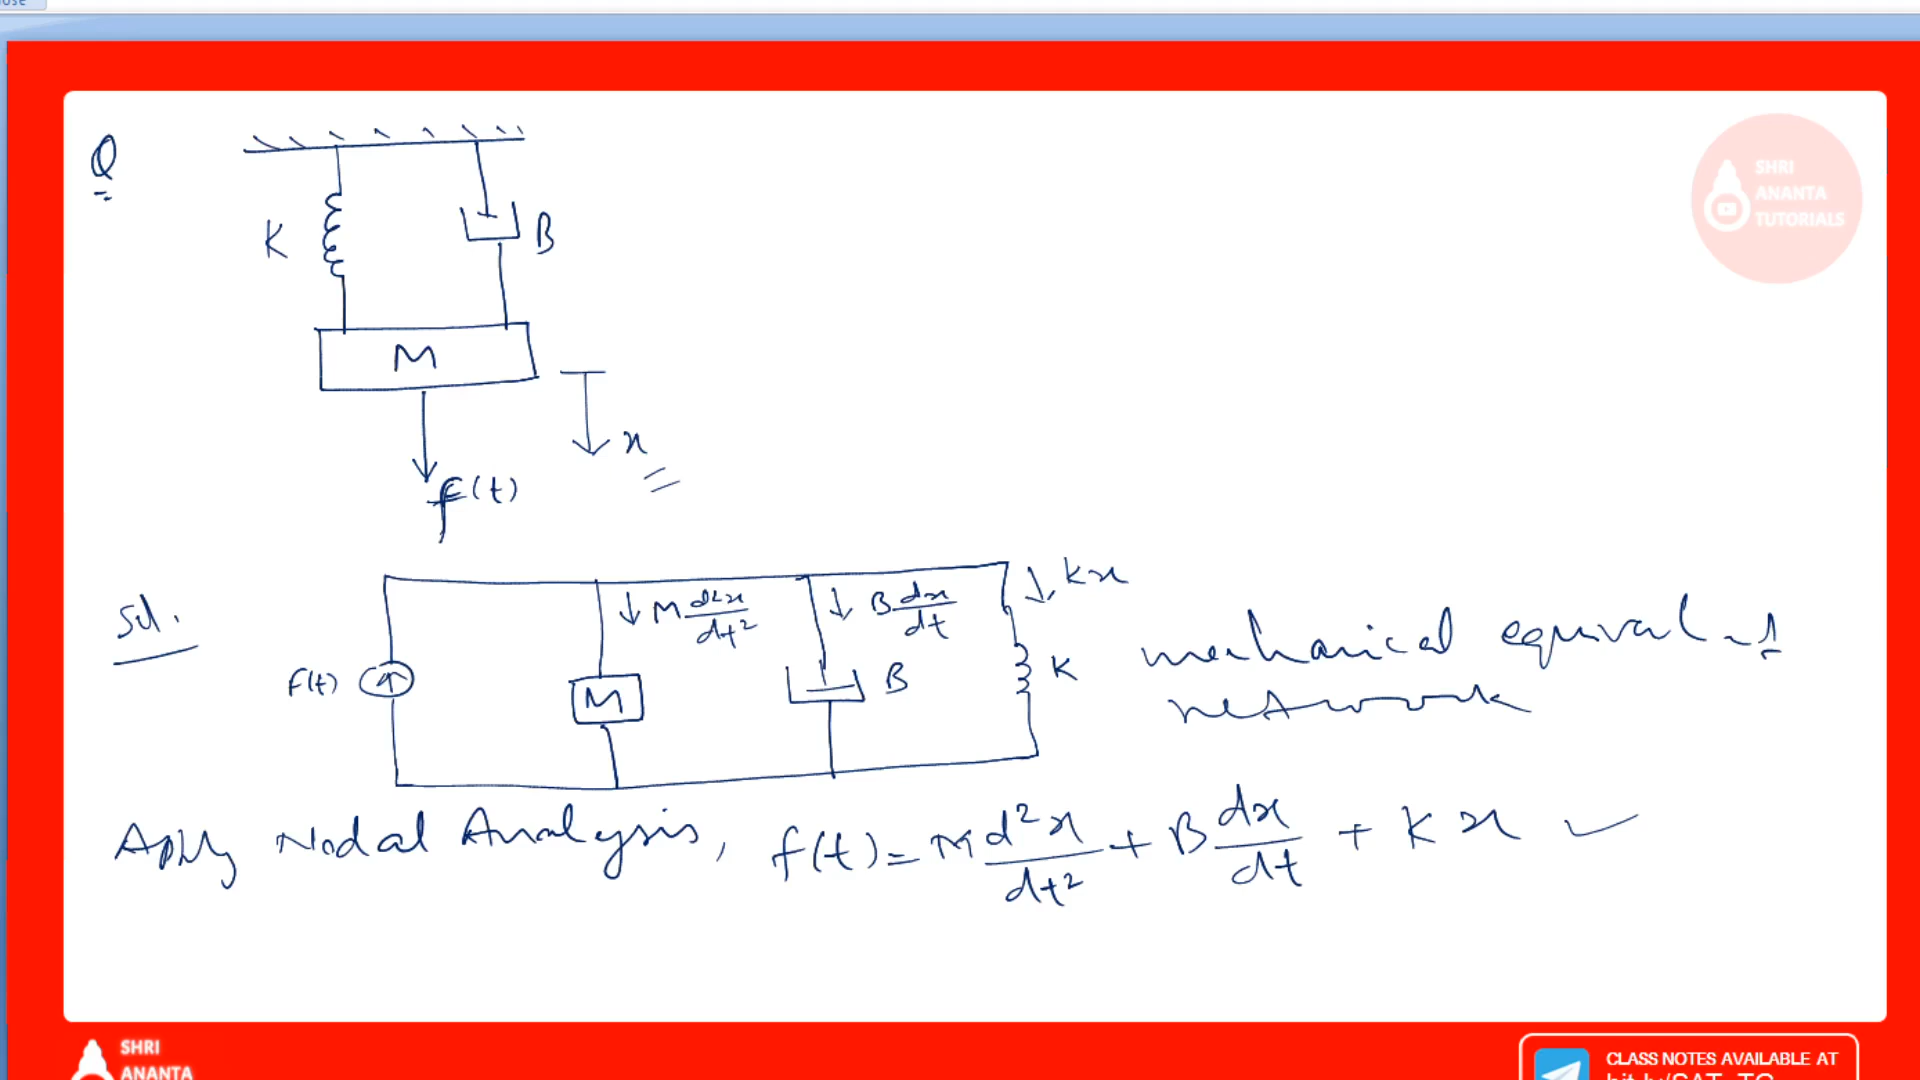 Q
K
B
M
x
f(t)
SHRI
ANANTA
TUTORIALS
Sol.
F(t)
↓ M d²x/dt²
↓ B dx/dt
↓ Kx
M
B
K
mechanical equivalent
network
Apply Nodal Analysis, f(t) = M d²x/dt² + B dx/dt + K x ✓
SHRI
ANANTA
CLASS NOTES AVAILABLE AT